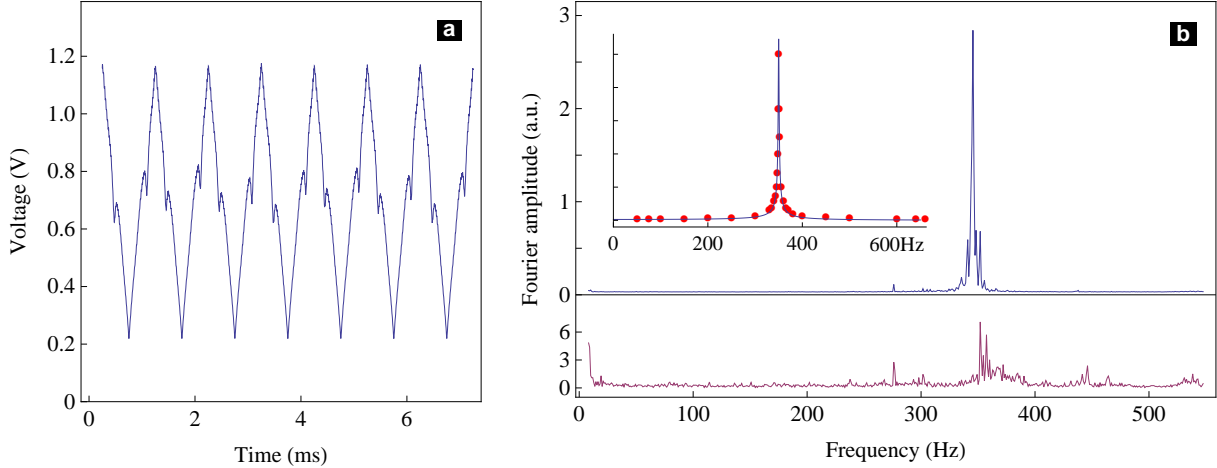 a
1.2
1.0
0.8
0.6
0.4
0.2
0
Voltage (V)
0 2 4 6
Time (ms)
b
3
2
1
0
6
3
0
Fourier amplitude (a.u.)
0 200 400 600Hz
0 100 200 300 400 500
Frequency (Hz)